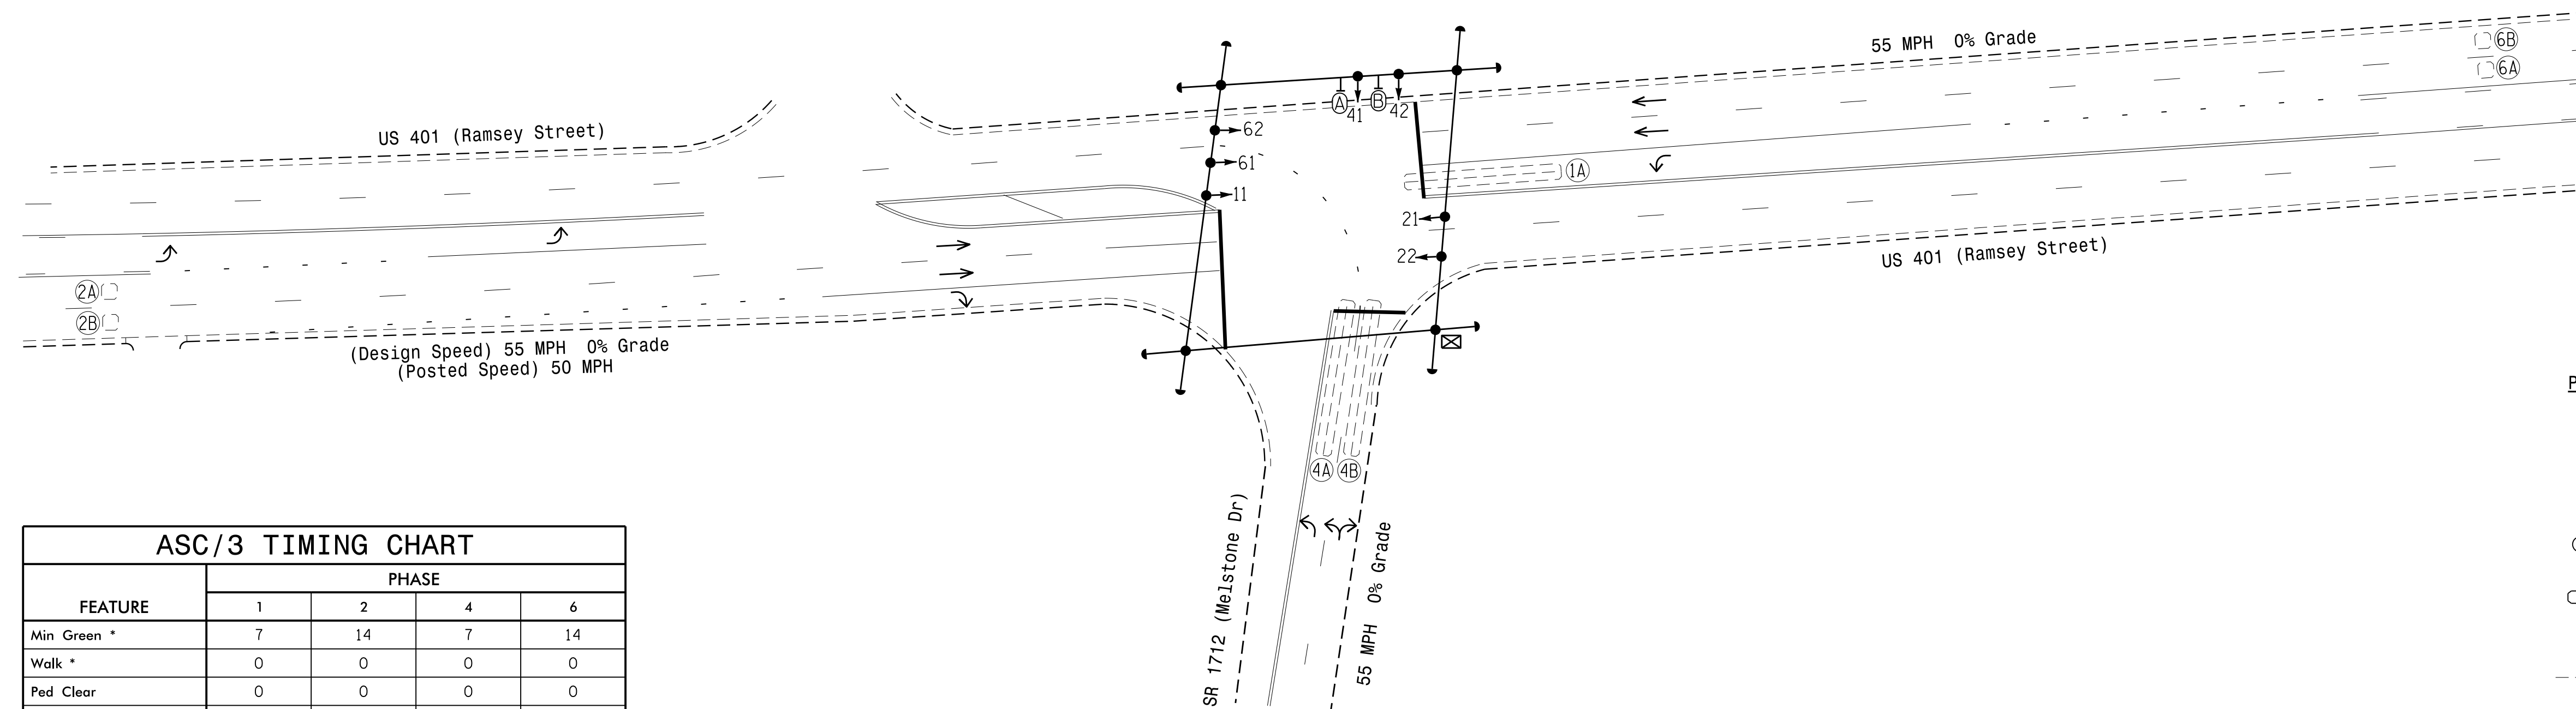 55 MPH 0% Grade
6B
6A
US 401 (Ramsey Street)
A
41
B
42
62
61
11
1A
21
22
US 401 (Ramsey Street)
2A
2B
(Design Speed) 55 MPH 0% Grade
(Posted Speed) 50 MPH
4A
4B
SR 1712 (Melstone Dr)
55 MPH 0% Grade
ASC/3 TIMING CHART
PHASE
FEATURE 1 2 4 6
Min Green * 7 14 7 14
Walk * 0 0 0 0
Ped Clear 0 0 0 0
P